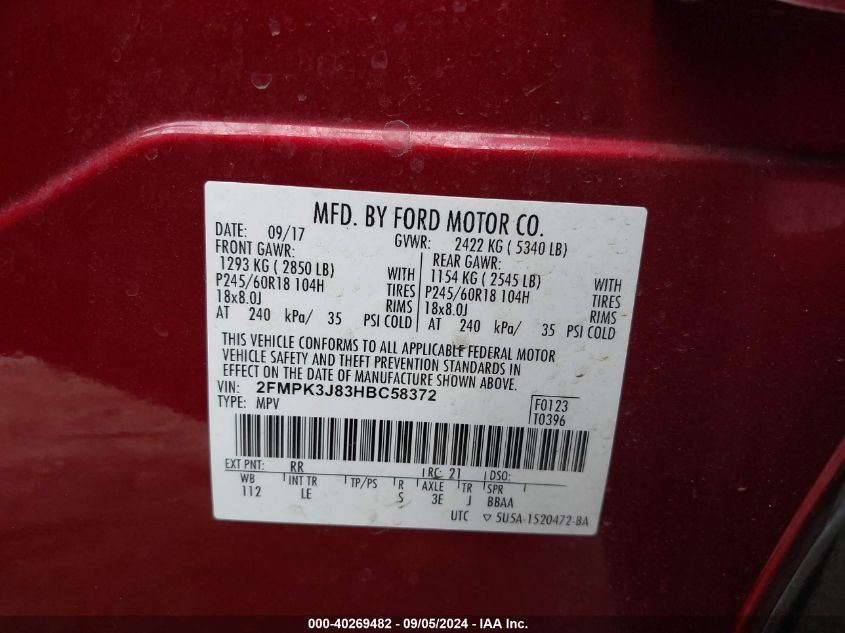 MFD. BY FORD MOTOR CO.
DATE: 09/17 GVWR: 2422 KG ( 5340 LB)
FRONT GAWR: REAR GAWR:
1293 KG ( 2850 LB) WITH 1154 KG ( 2545 LB) WITH
P245/60R18 104H TIRES P245/60R18 104H TIRES
18x8.0J RIMS 18x8.0J RIMS
AT 240 kPa/ 35 PSI COLD AT 240 kPa/ 35 PSI COLD
THIS VEHICLE CONFORMS TO ALL APPLICABLE FEDERAL MOTOR
VEHICLE SAFETY AND THEFT PREVENTION STANDARDS IN
EFFECT ON THE DATE OF MANUFACTURE SHOWN ABOVE.
VIN: 2FMPK3J83HBC58372 F0123
TYPE: MPV T0396
EXT PNT: RR RC: 21 DSO:
WB INT TR TP/PS R AXLE TR SPR
112 LE S 3E J BBAA
UTC ▽ 5U5A-1520472-BA
000-40269482 - 09/05/2024 - IAA Inc.